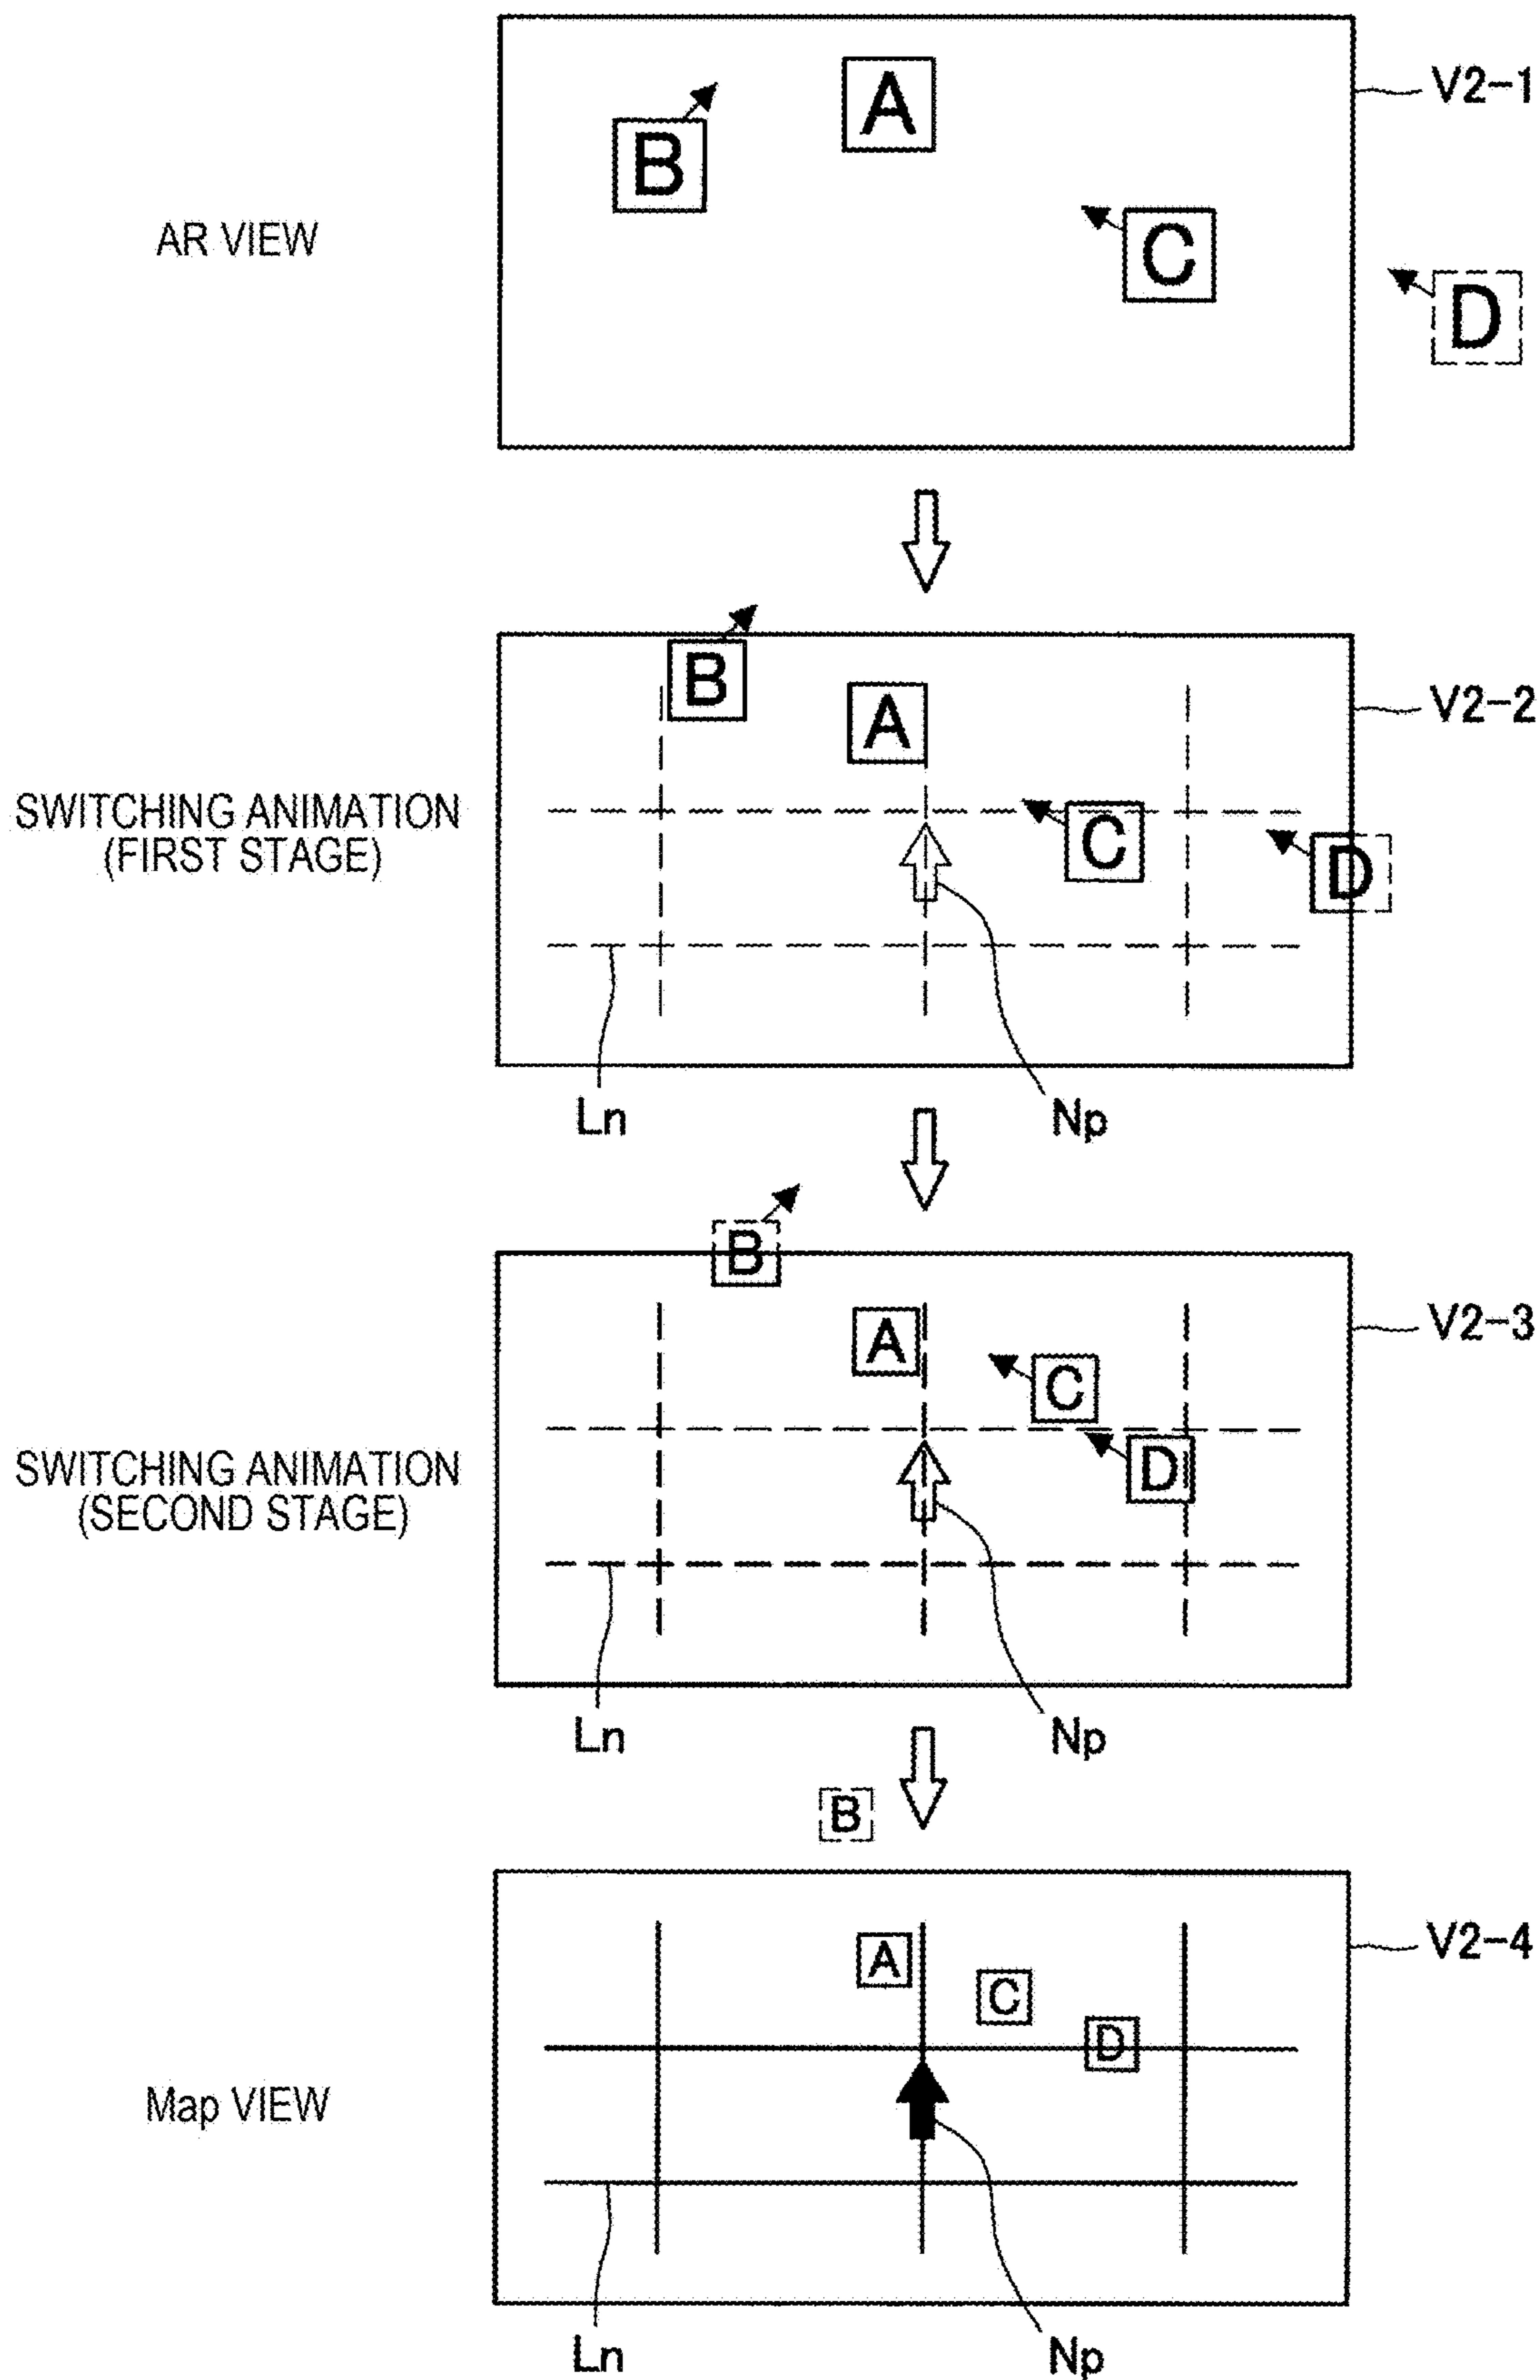 A
V2-1
B
AR VIEW
C
D
B
A
V2-2
SWITCHING ANIMATION
(FIRST STAGE)
C
D
Ln
Np
B
A
V2-3
C
SWITCHING ANIMATION
(SECOND STAGE)
D
Ln
Np
B
A
V2-4
C
D
Map VIEW
Ln
Np